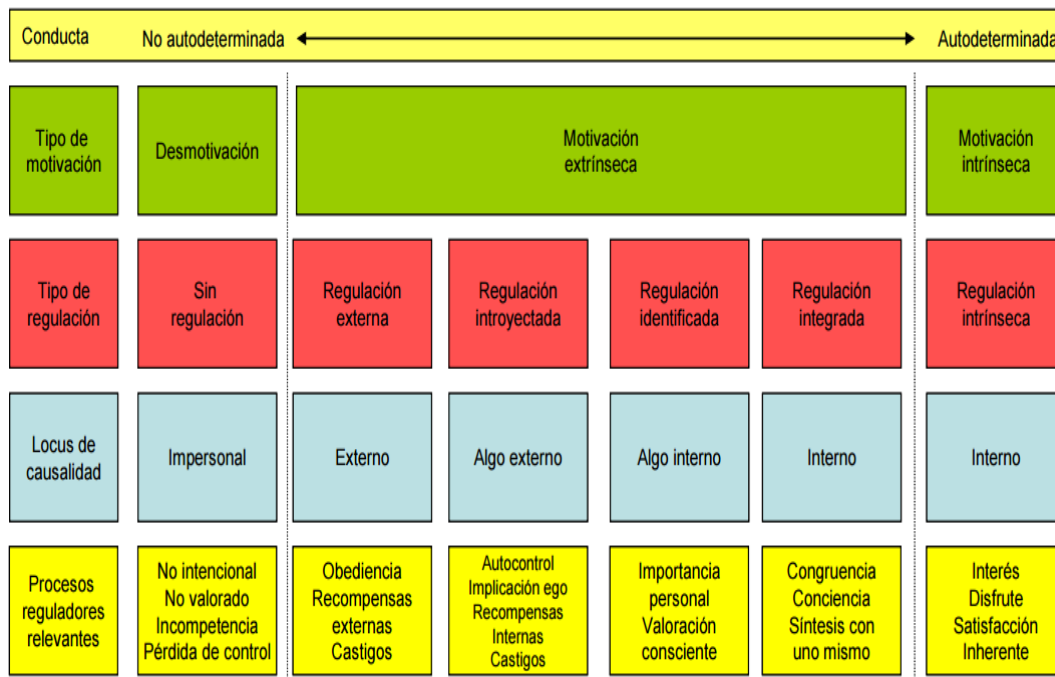 Conducta
No autodeterminada
Autodeterminada
Tipo de
motivación
Desmotivación
Motivación
extrínseca
Motivación
intrínseca
Tipo de
regulación
Sin
regulación
Regulación
externa
Regulación
introyectada
Regulación
identificada
Regulación
integrada
Regulación
intrínseca
Locus de
causalidad
Impersonal
Externo
Algo externo
Algo interno
Interno
Interno
Procesos
reguladores
relevantes
No intencional
No valorado
Incompetencia
Pérdida de control
Obediencia
Recompensas
externas
Castigos
Autocontrol
Implicación ego
Recompensas
Internas
Castigos
Importancia
personal
Valoración
consciente
Congruencia
Conciencia
Síntesis con
uno mismo
Interés
Disfrute
Satisfacción
Inherente